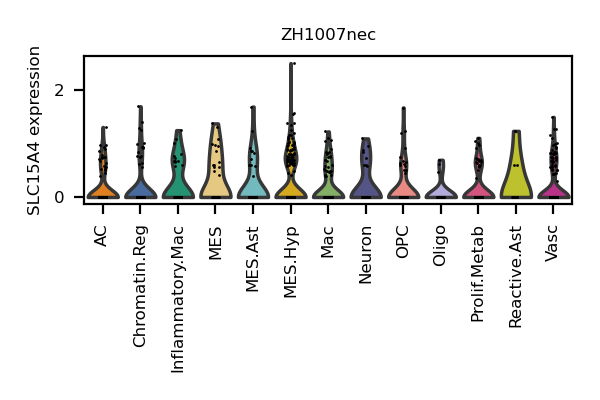 ZH1007nec
SLC15A4 expression
2
0
AC
Chromatin.Reg
Inflammatory.Mac
MES
MES.Ast
MES.Hyp
Mac
Neuron
OPC
Oligo
Prolif.Metab
Reactive.Ast
Vasc